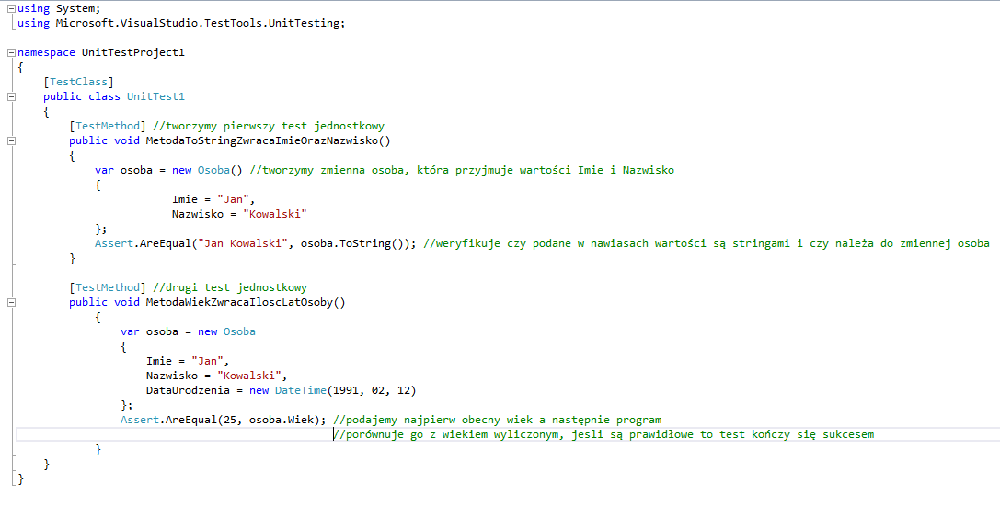 using System;
using Microsoft.VisualStudio.TestTools.UnitTesting;

namespace UnitTestProject1
{
    [TestClass]
    public class UnitTest1
    {
        [TestMethod] //tworzymy pierwszy test jednostkowy
        public void MetodaToStringZwracaImieOrazNazwisko()
        {
            var osoba = new Osoba() //tworzymy zmienna osoba, która przyjmuje wartości Imie i Nazwisko
            {
                        Imie = "Jan",
                        Nazwisko = "Kowalski"
            };
            Assert.AreEqual("Jan Kowalski", osoba.ToString()); //weryfikuje czy podane w nawiasach wartości są stringami i czy należa do zmiennej osoba
        }

        [TestMethod] //drugi test jednostkowy
        public void MetodaWiekZwracaIloscLatOsoby()
            {
                var osoba = new Osoba
                {
                    Imie = "Jan",
                    Nazwisko = "Kowalski",
                    DataUrodzenia = new DateTime(1991, 02, 12)
                };
                Assert.AreEqual(25, osoba.Wiek); //podajemy najpierw obecny wiek a następnie program
                                                 //porównuje go z wiekiem wyliczonym, jesli są prawidłowe to test kończy się sukcesem
            }
    }
}